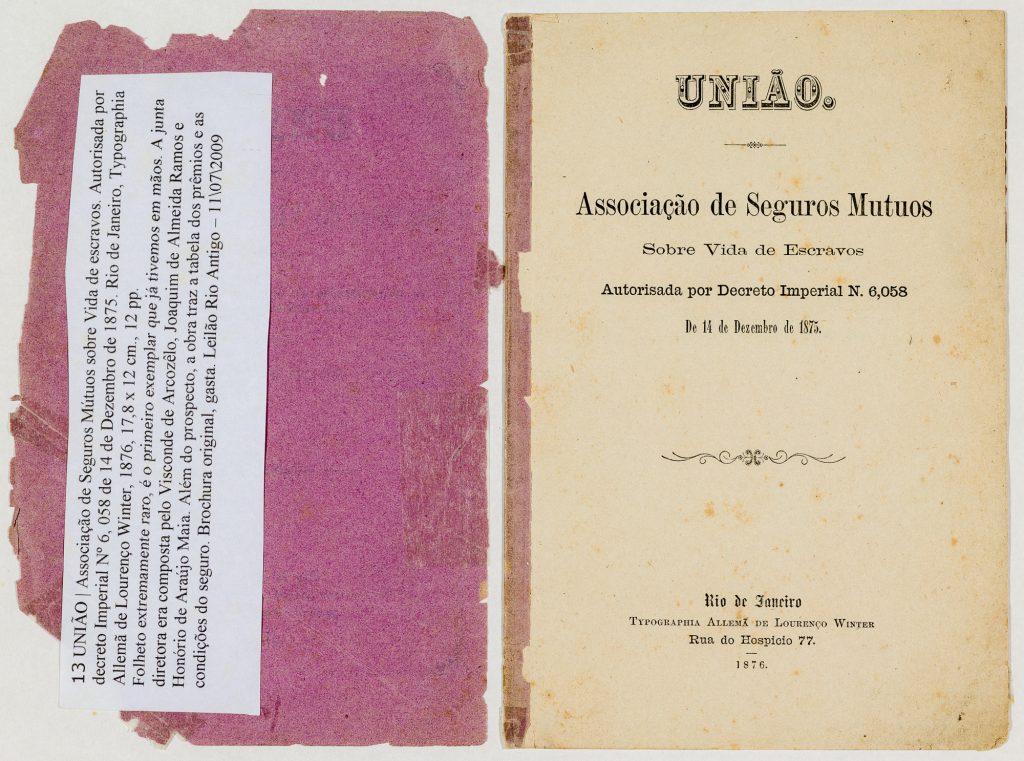 13 UNIÃO | Associação de Seguros Mútuos sobre Vida de escravos. Autorisada por
decreto Imperial Nº 6, 058 de 14 de Dezembro de 1875. Rio de Janeiro, Typographia
Allemã de Lourenço Winter, 1876, 17,8 x 12 cm., 12 pp.
Folheto extremamente raro, é o primeiro exemplar que já tivemos em mãos. A junta
diretora era composta pelo Visconde de Arcozêlo, Joaquim de Almeida Ramos e
Honório de Araújo Maia. Além do prospecto, a obra traz a tabela dos prêmios e as
condições do seguro. Brochura original, gasta. Leilão Rio Antigo – 11\07\2009
UNIÃO.
Associação de Seguros Mutuos
Sobre Vida de Escravos
Autorisada por Decreto Imperial N. 6,058
De 14 de Dezembro de 1875.
Rio de Janeiro
Typographia Allemã de Lourenço Winter
Rua do Hospicio 77.
1876.